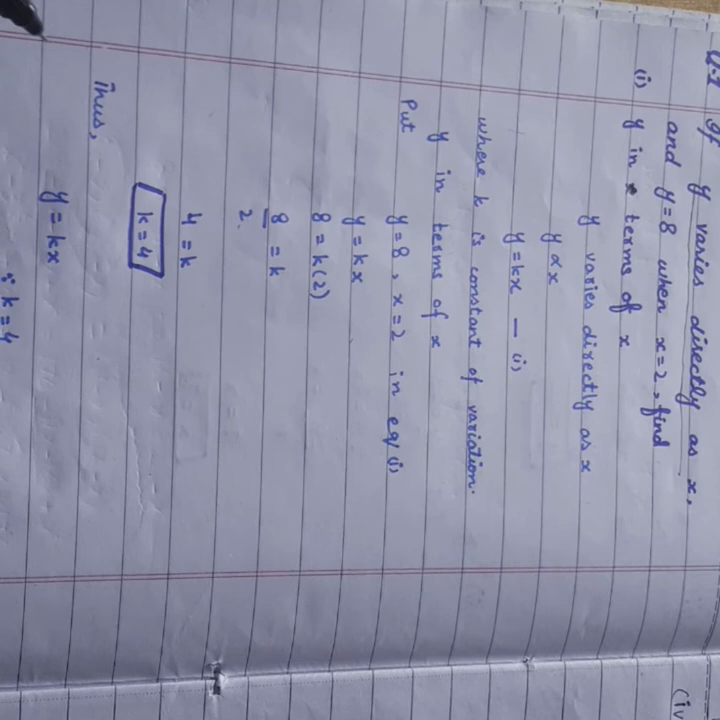 Q.1 If y varies directly as x,
and y=8 when x=2, find
(i) y in terms of x
y varies directly as x
y ∝ x
y = kx — (i)
where k is constant of variation.
y in terms of x
Put y=8, x=2 in eq (i)
y = kx
8 = k(2)
8/2 = k
4 = k
k=4
Thus,
y = kx
∵ k=4
(iv